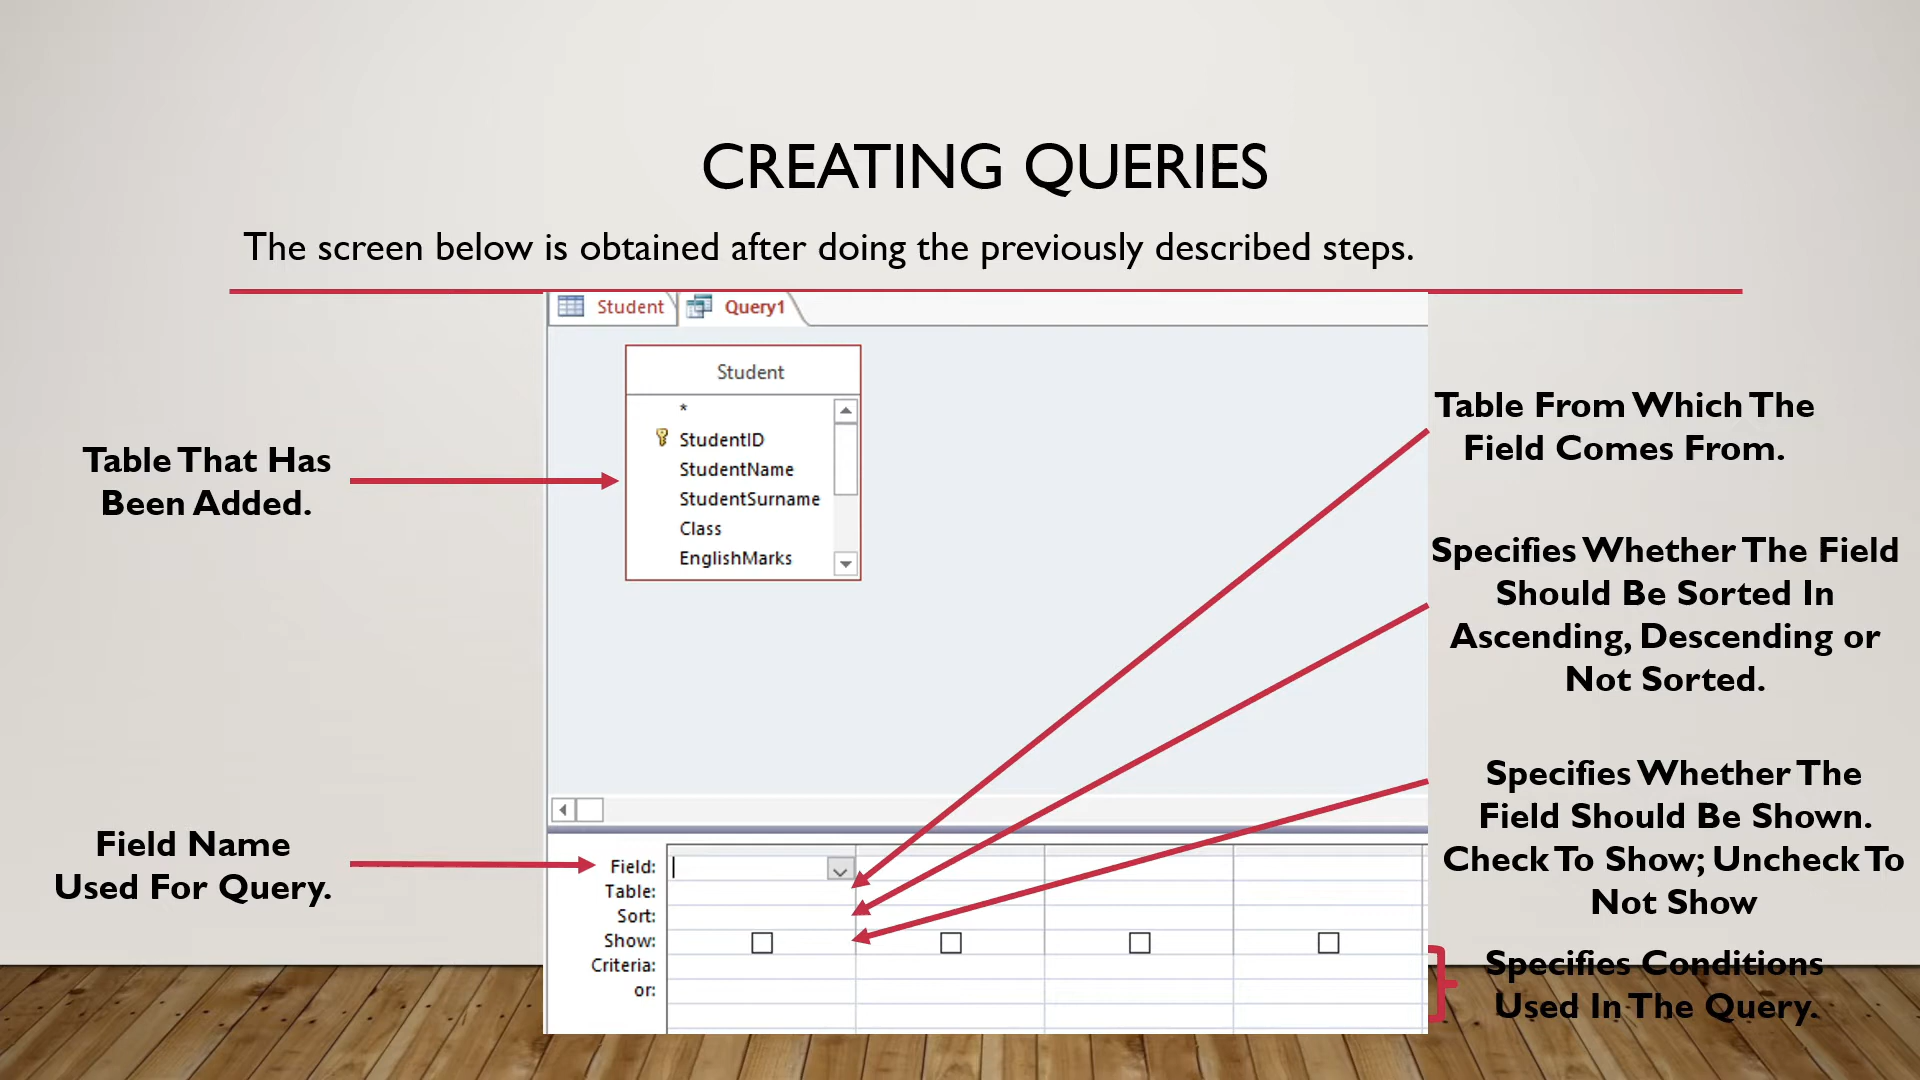 CREATING QUERIES
The screen below is obtained after doing the previously described steps.
Student
Query1
Student
*
StudentID
StudentName
StudentSurname
Class
EnglishMarks
Table That Has
Been Added.
Field Name
Used For Query.
Field:
Table:
Sort:
Show:
Criteria:
or:
Table From Which The
Field Comes From.
Specifies Whether The Field
Should Be Sorted In
Ascending, Descending or
Not Sorted.
Specifies Whether The
Field Should Be Shown.
Check To Show; Uncheck To
Not Show
Specifies Conditions
Used In The Query.